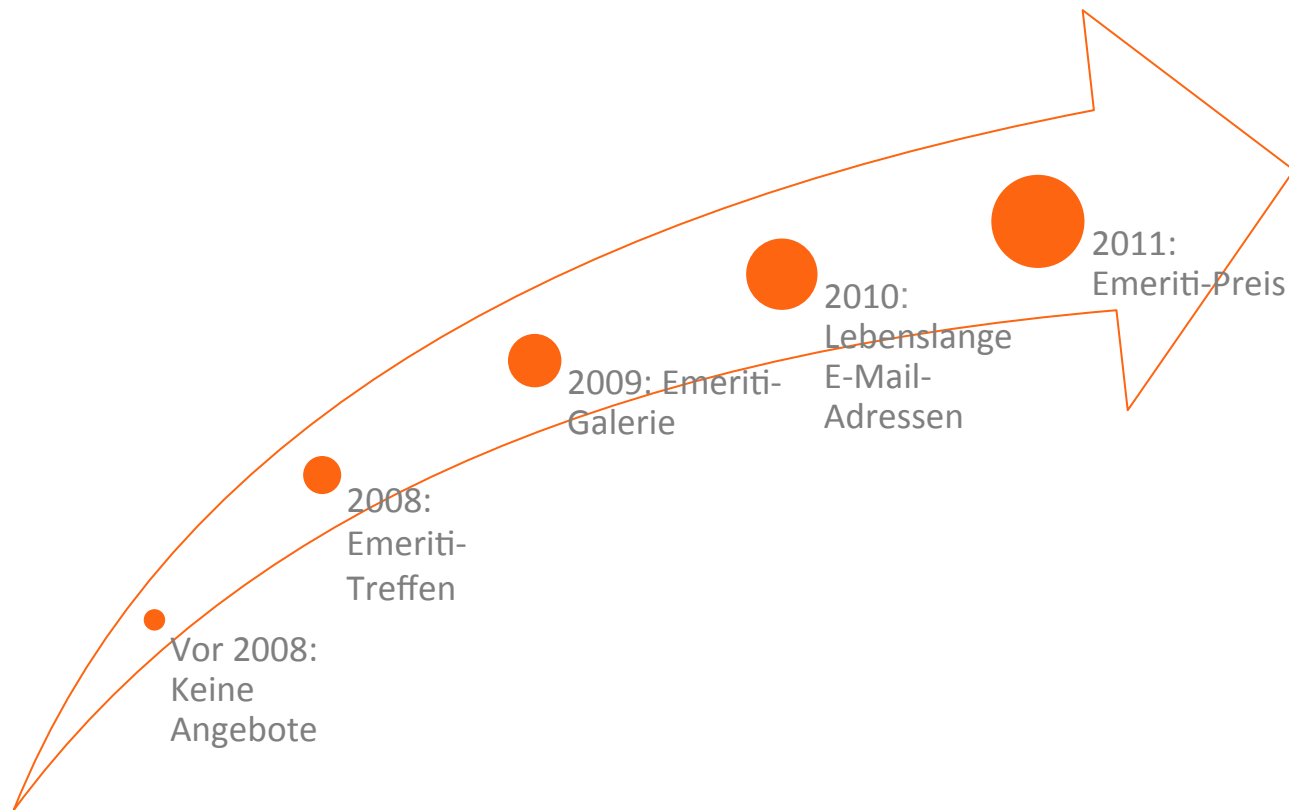 Vor 2008:
Keine
Angebote
2008:
Emeriti-
Treffen
2009: Emeriti-
Galerie
2010:
Lebenslange
E-Mail-
Adressen
2011:
Emeriti-Preis